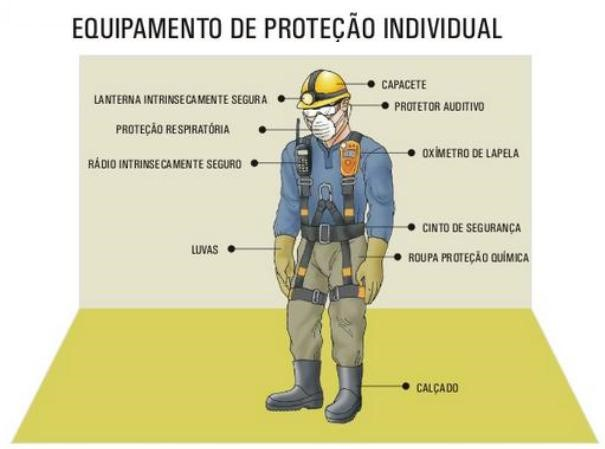 EQUIPAMENTO DE PROTEÇÃO INDIVIDUAL
CAPACETE
LANTERNA INTRINSECAMENTE SEGURA
PROTETOR AUDITIVO
PROTEÇÃO RESPIRATÓRIA
OXÍMETRO DE LAPELA
RÁDIO INTRINSECAMENTE SEGURO
CINTO DE SEGURANÇA
LUVAS
ROUPA PROTEÇÃO QUÍMICA
CALÇADO